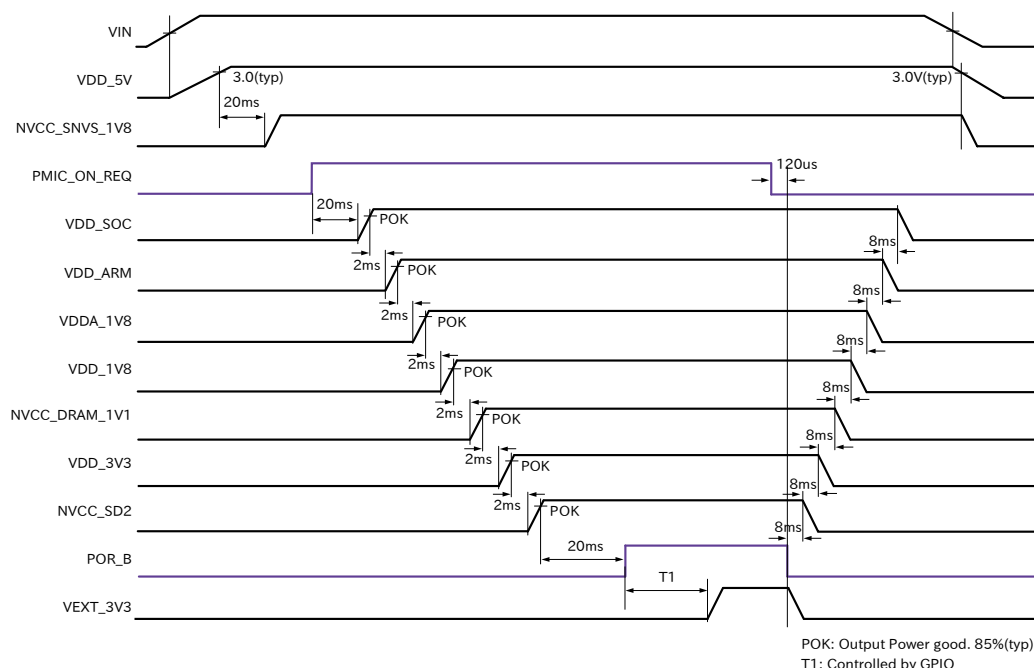 VIN
VDD_5V
3.0(typ)
3.0V(typ)
20ms
NVCC_SNVS_1V8
PMIC_ON_REQ
120us
20ms
VDD_SOC
POK
8ms
2ms
VDD_ARM
POK
8ms
2ms
VDDA_1V8
POK
8ms
2ms
VDD_1V8
POK
8ms
2ms
NVCC_DRAM_1V1
POK
8ms
2ms
VDD_3V3
POK
8ms
2ms
NVCC_SD2
POK
8ms
20ms
POR_B
T1
VEXT_3V3
POK: Output Power good. 85%(typ)
T1: Controlled by GPIO